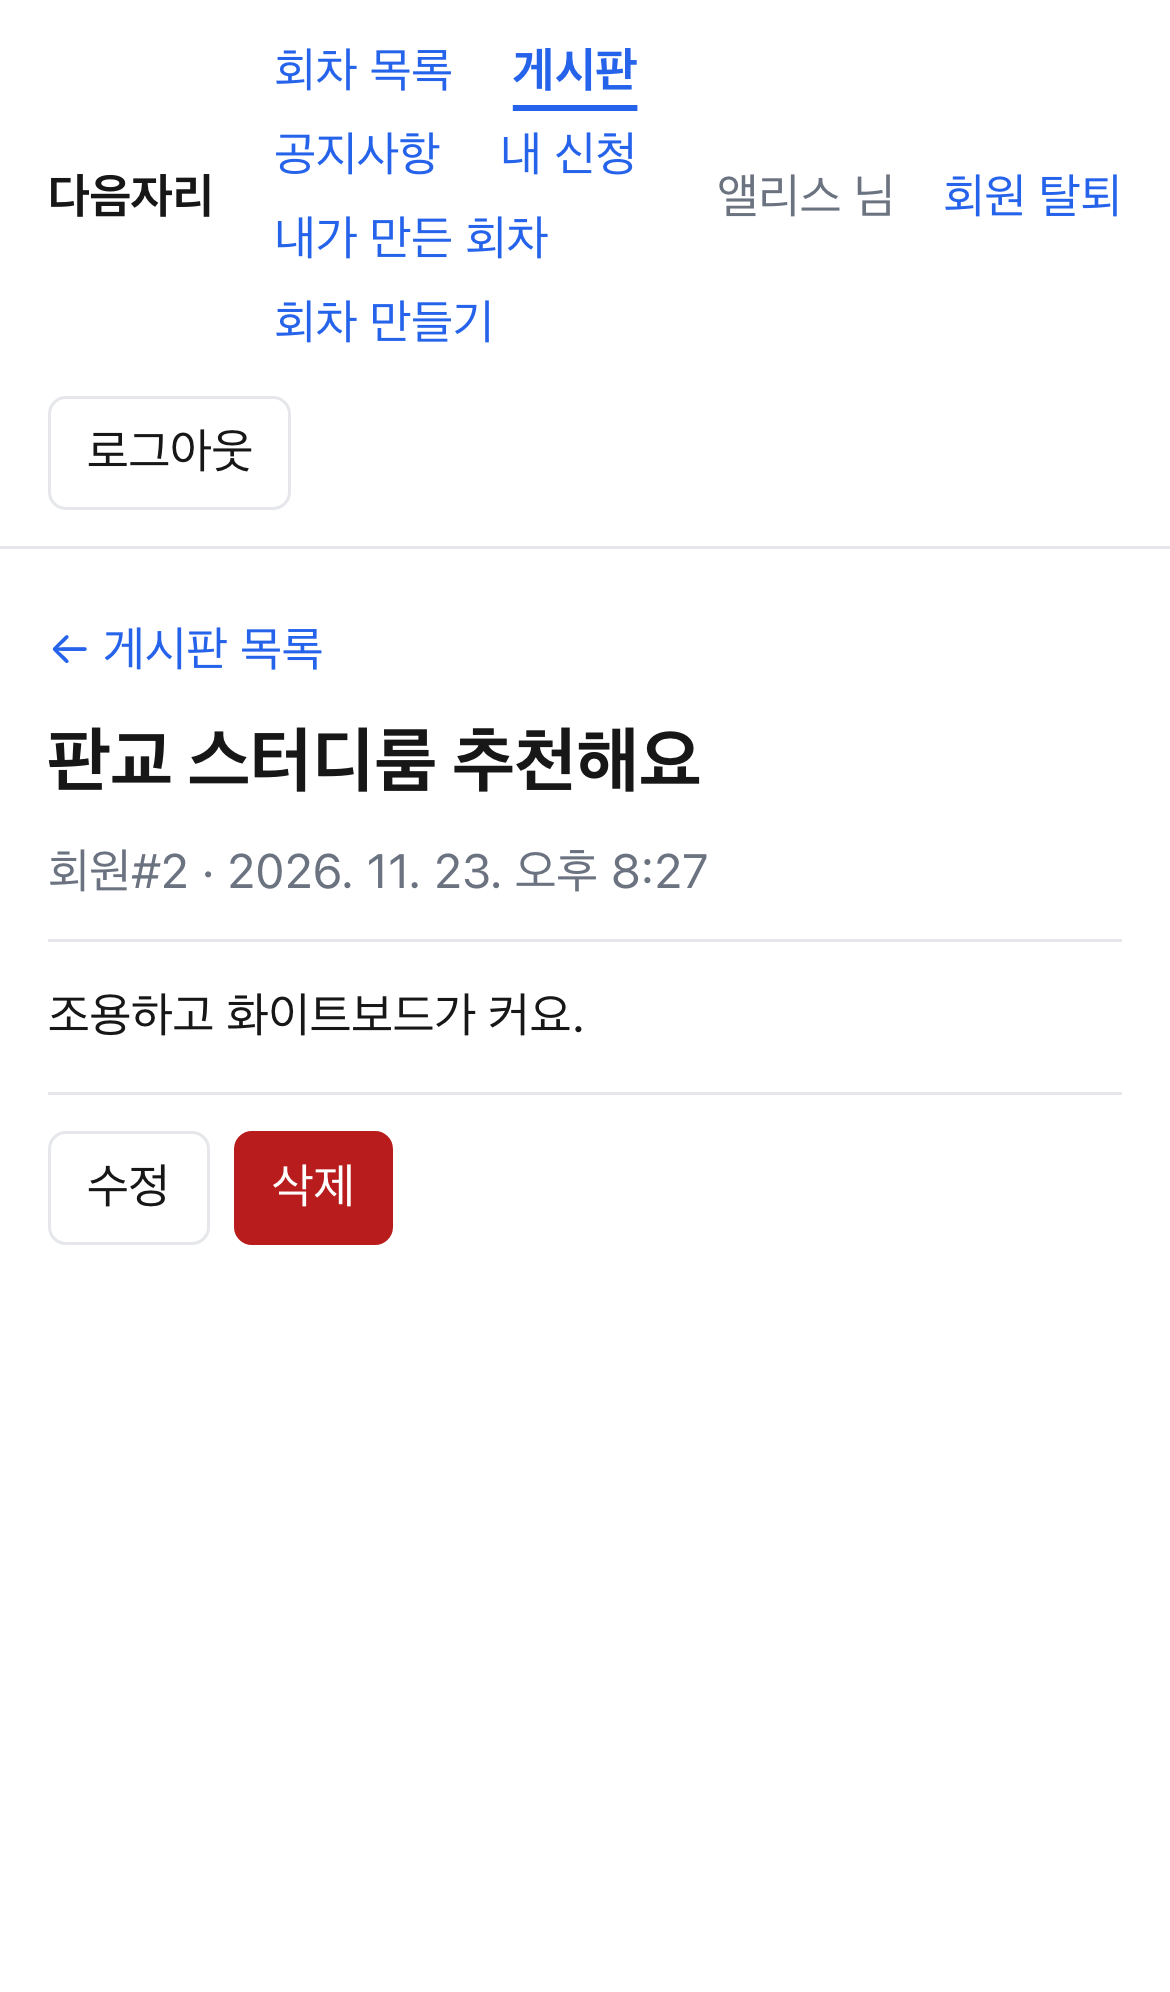 다음자리
회차 목록 게시판
공지사항 내 신청
내가 만든 회차
회차 만들기
앨리스 님 회원 탈퇴
로그아웃
← 게시판 목록
판교 스터디룸 추천해요
회원#2 · 2026. 11. 23. 오후 8:27
조용하고 화이트보드가 커요.
수정 삭제